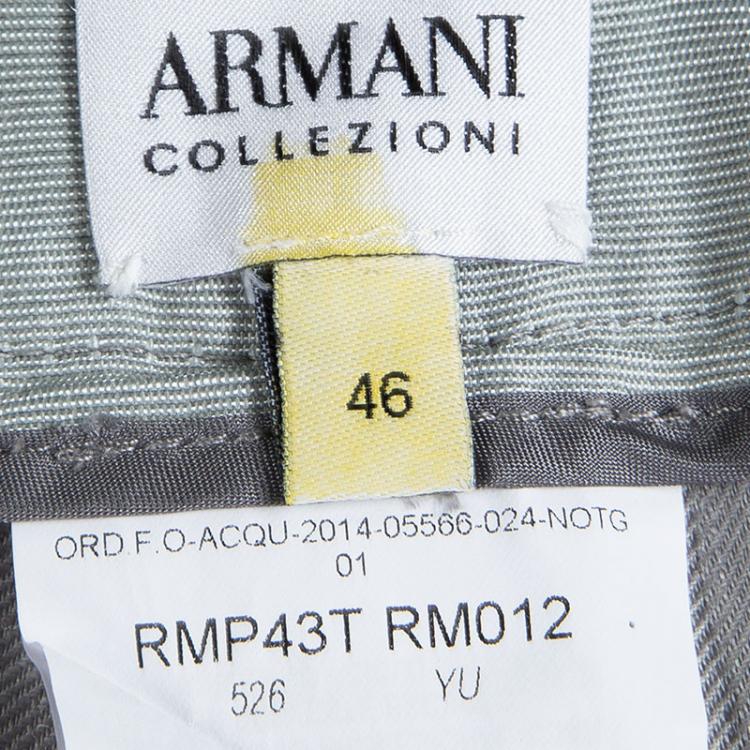 ARMANI
COLLEZIONI
46
ORD.F.O-ACQU-2014-05566-024-NOTG
01
RMP43T RM012
526 YU